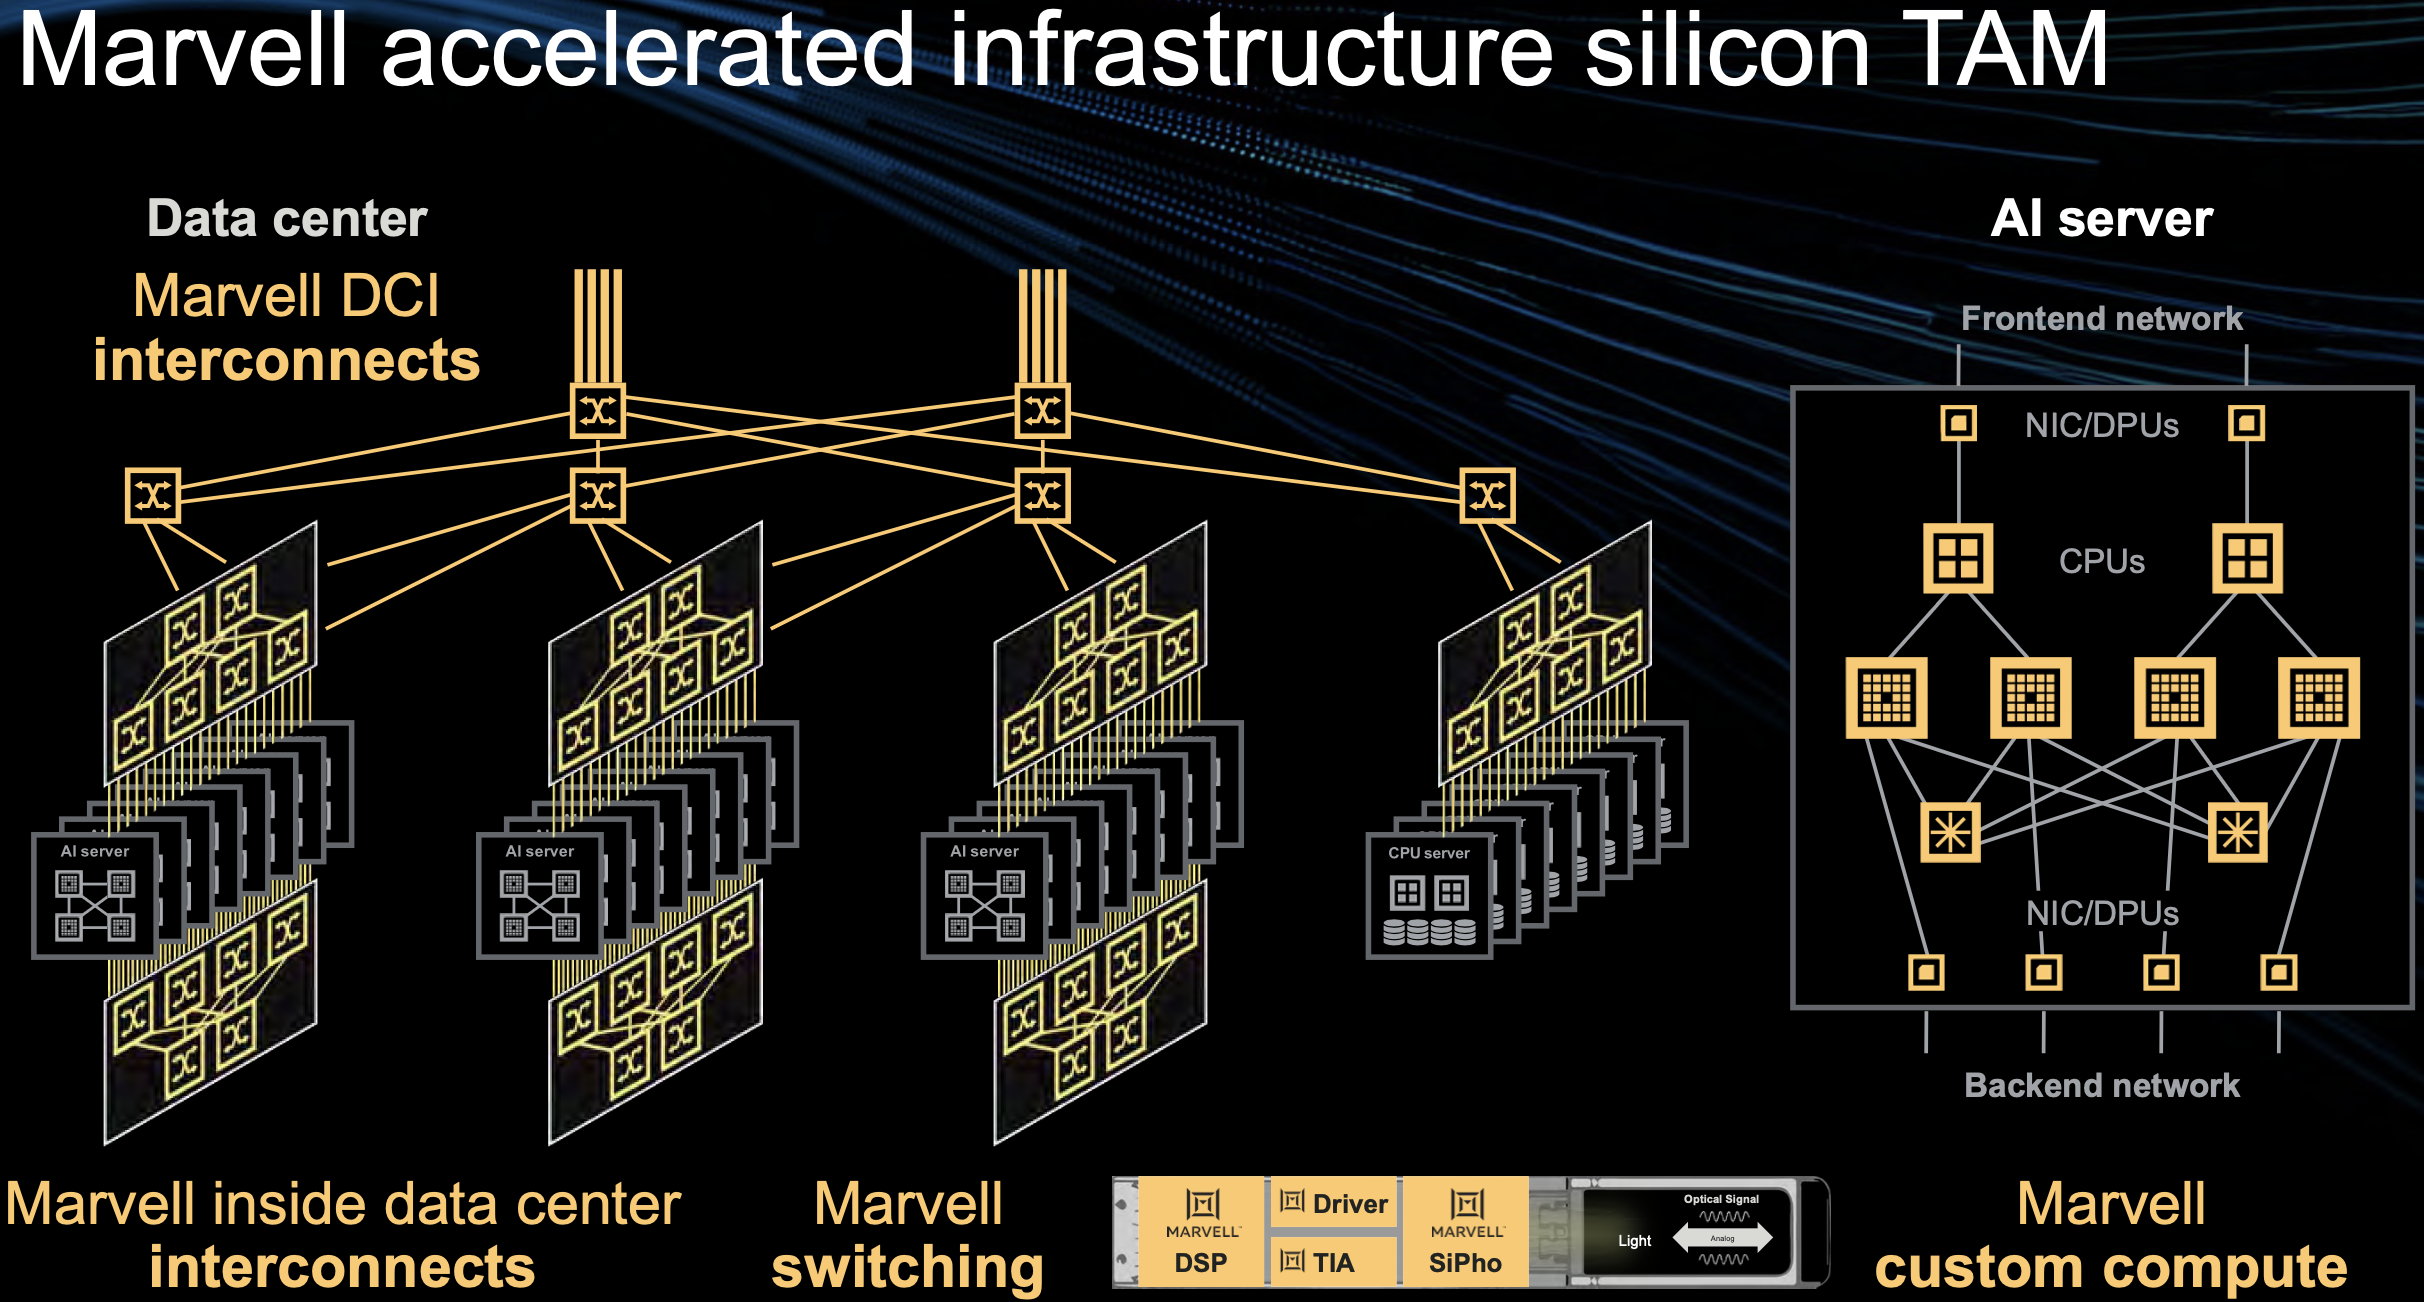 Marvell accelerated infrastructure silicon TAM
Data center
Marvell DCI
interconnects
AI server
Frontend network
NIC/DPUs
CPUs
NIC/DPUs
Backend network
AI server
AI server
AI server
CPU server
Marvell inside data center
interconnects
Marvell
switching
MARVELL
DSP
Driver
TIA
MARVELL
SiPho
Light
Optical Signal
Analog
Marvell
custom compute